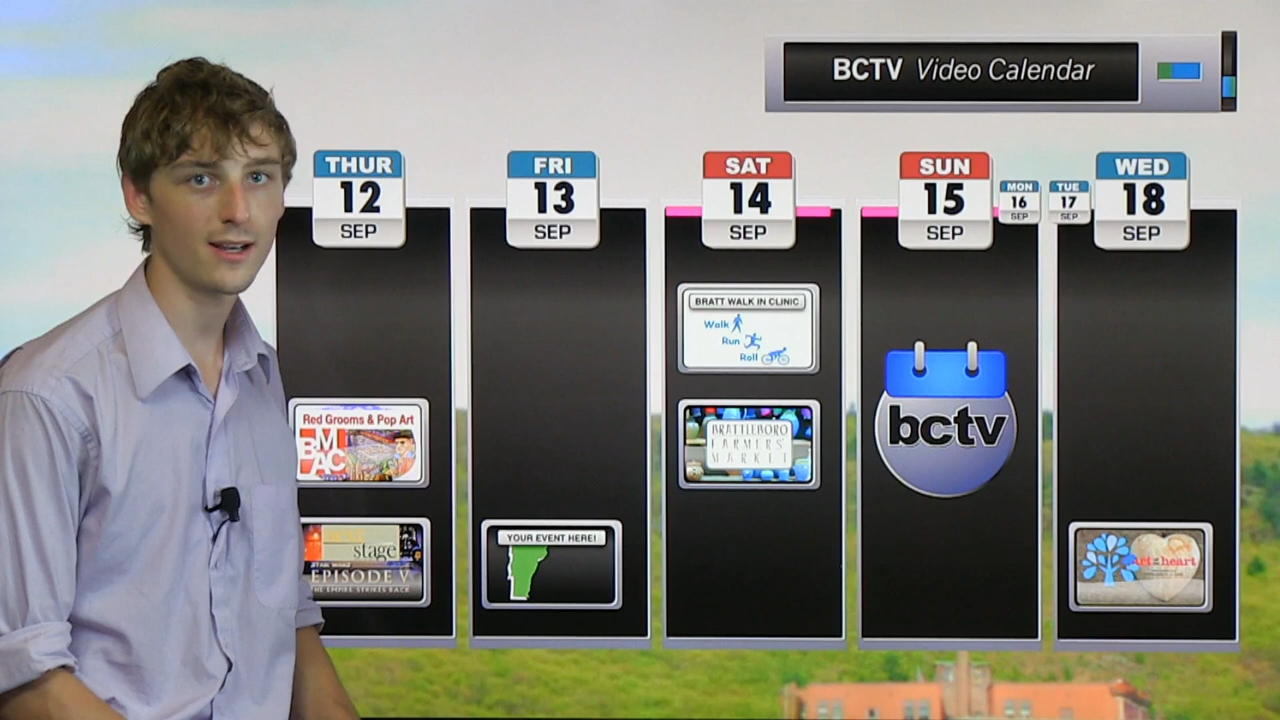 BCTV Video Calendar
THUR
12
SEP
FRI
13
SEP
SAT
14
SEP
SUN
15
SEP
MON
16
SEP
TUE
17
SEP
WED
18
SEP
Red Grooms & Pop Art
BMAC
stage
STAR WARS
EPISODE V
THE EMPIRE STRIKES BACK
YOUR EVENT HERE!
BRATT WALK IN CLINIC
Walk
Run
Roll
BRATTLEBORO
FARMERS'
MARKET
bctv
heart